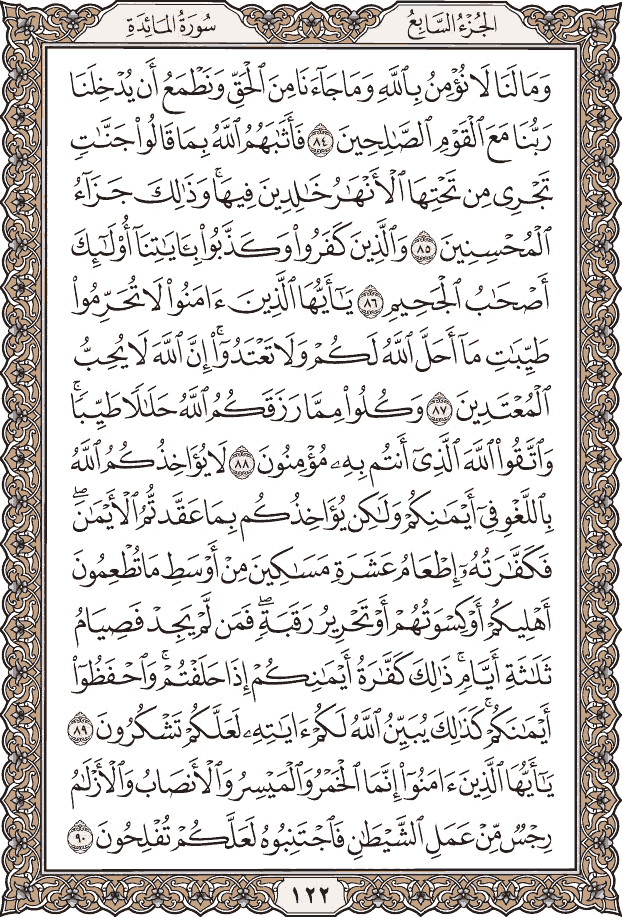 الجُزْءُ السَّابِعُ
سُورَةُ المَائِدَةِ
وَمَا لَنَا لَا نُؤْمِنُ بِٱللَّهِ وَمَا جَآءَنَا مِنَ ٱلْحَقِّ وَنَطْمَعُ أَن يُدْخِلَنَا
رَبُّنَا مَعَ ٱلْقَوْمِ ٱلصَّٰلِحِينَ ٨٤ فَأَثَٰبَهُمُ ٱللَّهُ بِمَا قَالُوا۟ جَنَّٰتٍ
تَجْرِى مِن تَحْتِهَا ٱلْأَنْهَٰرُ خَٰلِدِينَ فِيهَا ۚ وَذَٰلِكَ جَزَآءُ
ٱلْمُحْسِنِينَ ٨٥ وَٱلَّذِينَ كَفَرُوا۟ وَكَذَّبُوا۟ بِـَٔايَٰتِنَآ أُو۟لَٰٓئِكَ
أَصْحَٰبُ ٱلْجَحِيمِ ٨٦ يَٰٓأَيُّهَا ٱلَّذِينَ ءَامَنُوا۟ لَا تُحَرِّمُوا۟
طَيِّبَٰتِ مَآ أَحَلَّ ٱللَّهُ لَكُمْ وَلَا تَعْتَدُوٓا۟ ۚ إِنَّ ٱللَّهَ لَا يُحِبُّ
ٱلْمُعْتَدِينَ ٨٧ وَكُلُوا۟ مِمَّا رَزَقَكُمُ ٱللَّهُ حَلَٰلًا طَيِّبًا ۚ
وَٱتَّقُوا۟ ٱللَّهَ ٱلَّذِىٓ أَنتُم بِهِۦ مُؤْمِنُونَ ٨٨ لَا يُؤَاخِذُكُمُ ٱللَّهُ
بِٱللَّغْوِ فِىٓ أَيْمَٰنِكُمْ وَلَٰكِن يُؤَاخِذُكُم بِمَا عَقَّدتُّمُ ٱلْأَيْمَٰنَ ۖ
فَكَفَّٰرَتُهُۥٓ إِطْعَامُ عَشَرَةِ مَسَٰكِينَ مِنْ أَوْسَطِ مَا تُطْعِمُونَ
أَهْلِيكُمْ أَوْ كِسْوَتُهُمْ أَوْ تَحْرِيرُ رَقَبَةٍ ۖ فَمَن لَّمْ يَجِدْ فَصِيَامُ
ثَلَٰثَةِ أَيَّامٍ ۚ ذَٰلِكَ كَفَّٰرَةُ أَيْمَٰنِكُمْ إِذَا حَلَفْتُمْ ۚ وَٱحْفَظُوٓا۟
أَيْمَٰنَكُمْ ۚ كَذَٰلِكَ يُبَيِّنُ ٱللَّهُ لَكُمْ ءَايَٰتِهِۦ لَعَلَّكُمْ تَشْكُرُونَ ٨٩
يَٰٓأَيُّهَا ٱلَّذِينَ ءَامَنُوٓا۟ إِنَّمَا ٱلْخَمْرُ وَٱلْمَيْسِرُ وَٱلْأَنصَابُ وَٱلْأَزْلَٰمُ
رِجْسٌ مِّنْ عَمَلِ ٱلشَّيْطَٰنِ فَٱجْتَنِبُوهُ لَعَلَّكُمْ تُفْلِحُونَ ٩٠
١٢٢